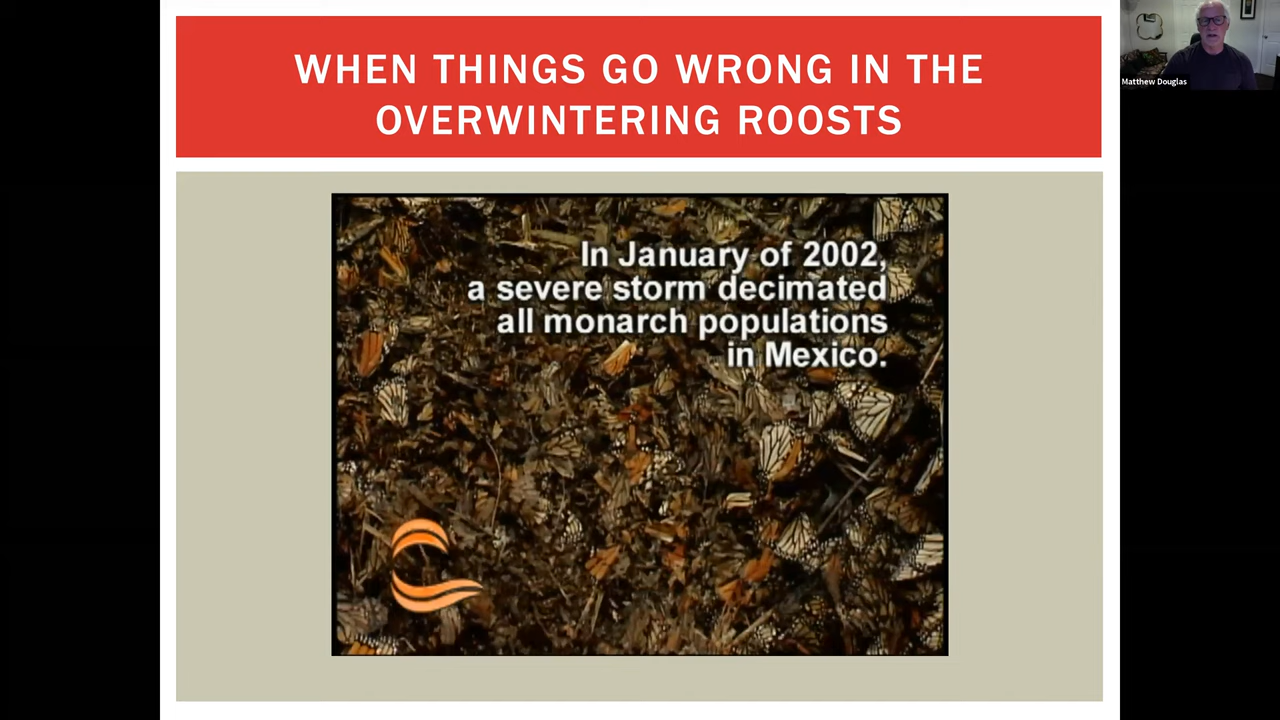 WHEN THINGS GO WRONG IN THE
OVERWINTERING ROOSTS
In January of 2002,
a severe storm decimated
all monarch populations
in Mexico.
Matthew Douglas